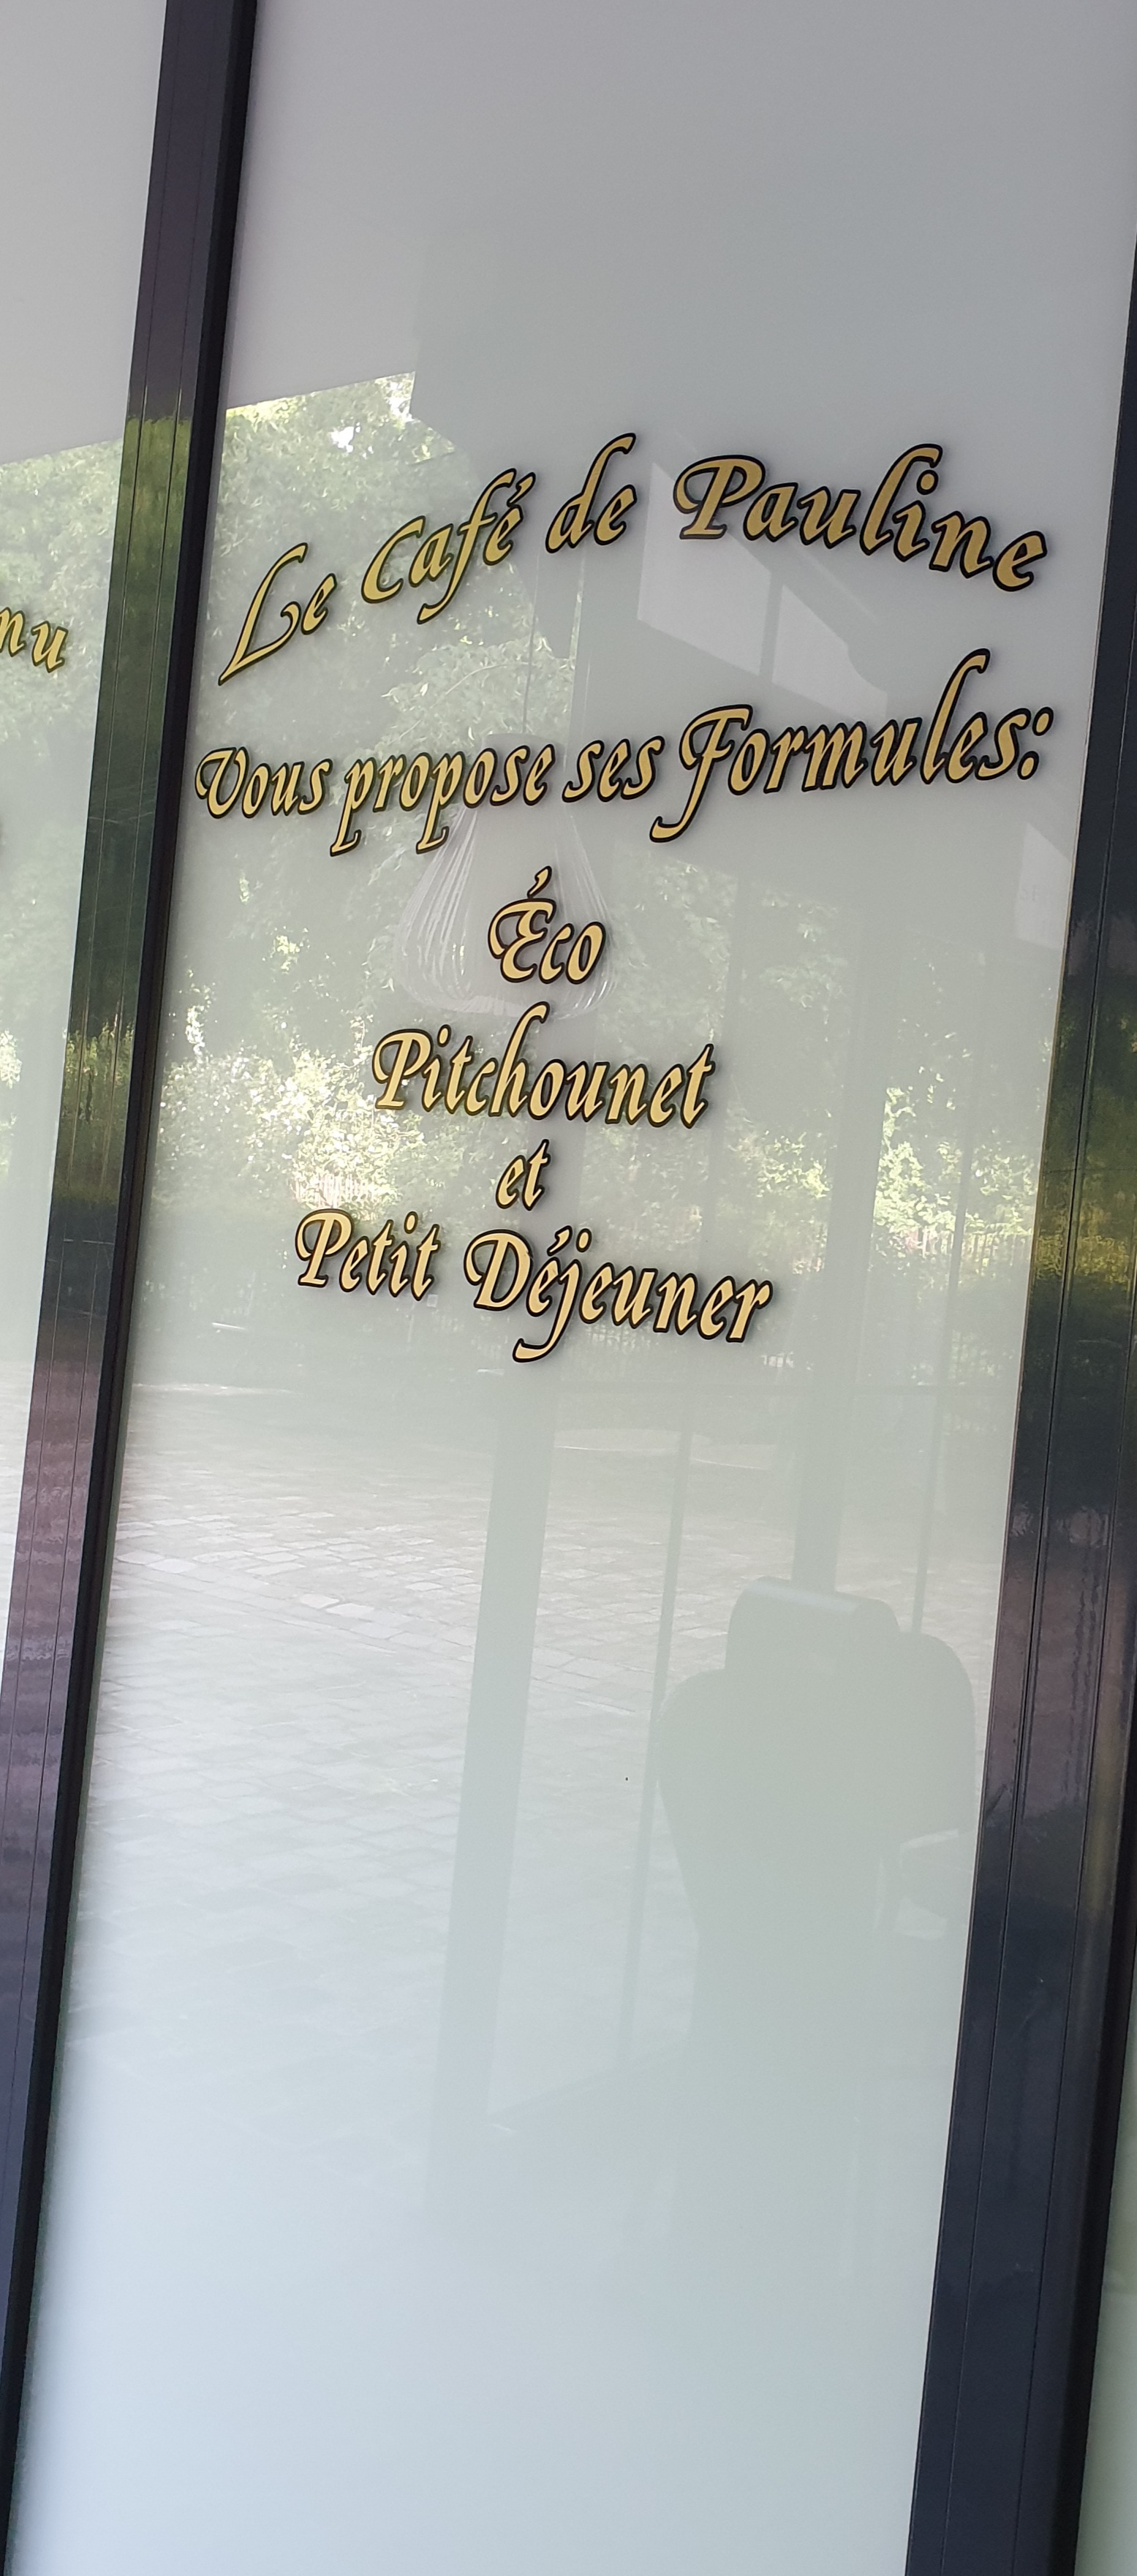 Le Café de Pauline
Vous propose ses Formules:
Éco
Pitchounet
et
Petit Déjeuner